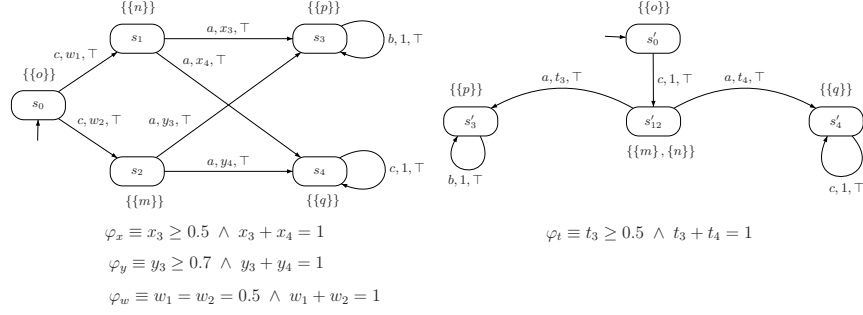 {{n}} {{p}} {{o}}
s₁ a, x₃, ⊤ s₃ b, 1, ⊤ s′₀
c, w₁, ⊤ a, x₄, ⊤
{{o}} c, 1, ⊤
s₀ {{p}} a, t₃, ⊤ a, t₄, ⊤ {{q}}
c, w₂, ⊤ a, y₃, ⊤ s′₃ s′₁₂ s′₄
{{m}, {n}}
s₂ a, y₄, ⊤ s₄ c, 1, ⊤ b, 1, ⊤ c, 1, ⊤
{{m}} {{q}}
φₓ ≡ x₃ ≥ 0.5 ∧ x₃ + x₄ = 1 φₜ ≡ t₃ ≥ 0.5 ∧ t₃ + t₄ = 1
φ_y ≡ y₃ ≥ 0.7 ∧ y₃ + y₄ = 1
φ_w ≡ w₁ = w₂ = 0.5 ∧ w₁ + w₂ = 1